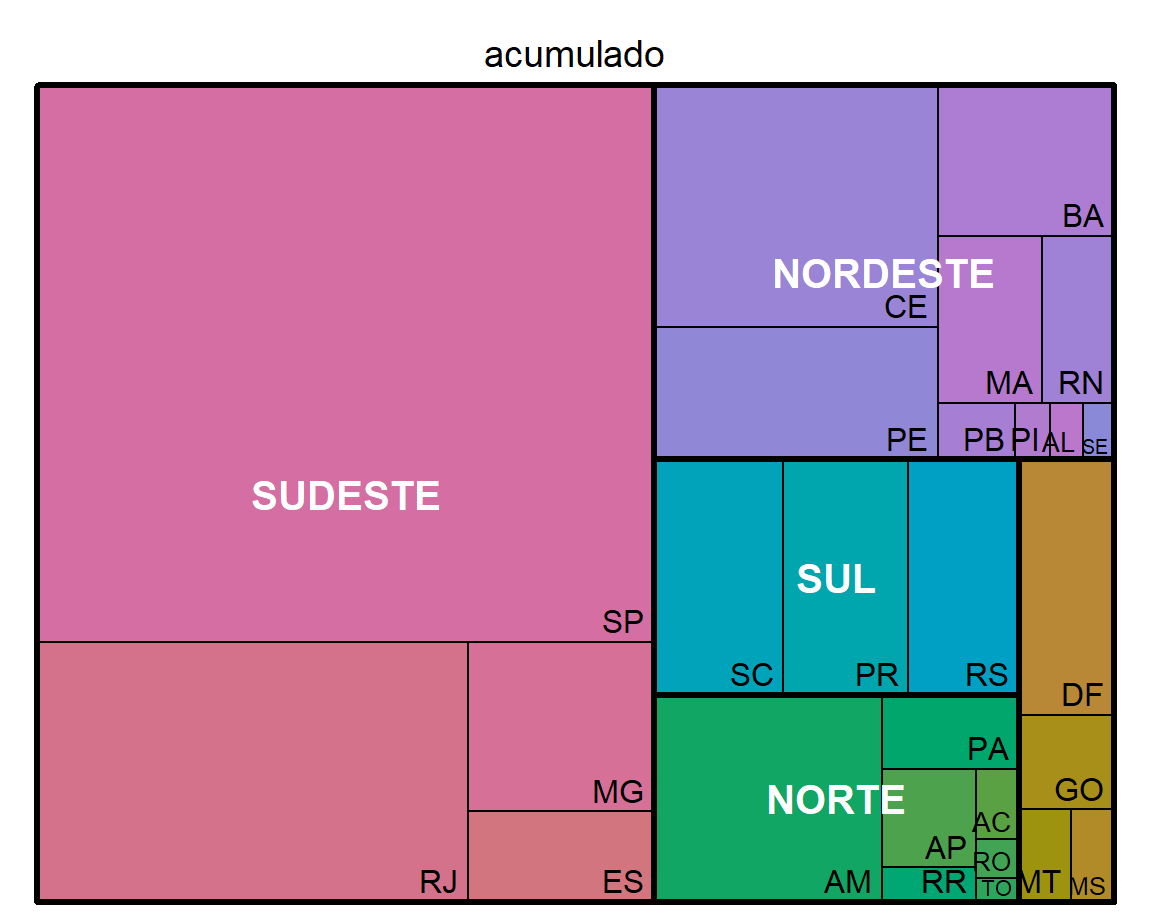 acumulado
BA
NORDESTE
CE
MA
RN
PE
PB
PI
AL
SE
SUDESTE
SP
SUL
SC
PR
RS
DF
PA
MG
NORTE
GO
AC
AP
RO
RJ
ES
AM
RR
TO
MT
MS